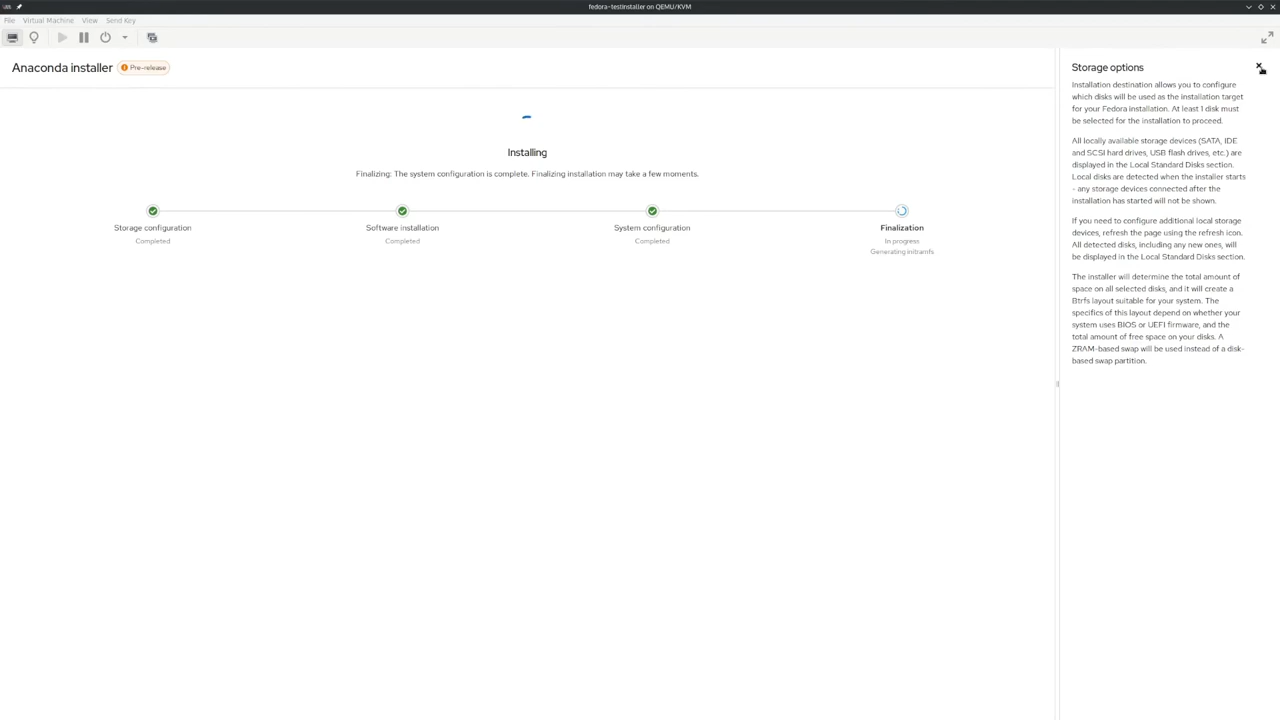 fedora-testinstaller on QEMU/KVM
File Virtual Machine View Send Key
Anaconda installer Pre-release
Installing
Finalizing: The system configuration is complete. Finalizing installation may take a few moments.
Storage configuration
Completed
Software installation
Completed
System configuration
Completed
Finalization
In progress
Generating initramfs
Storage options
Installation destination allows you to configure
which disks will be used as the installation target
for your Fedora installation. At least 1 disk must
be selected for the installation to proceed.
All locally available storage devices (SATA, IDE
and SCSI hard drives, USB flash drives, etc.) are
displayed in the Local Standard Disks section.
Local disks are detected when the installer starts
- any storage devices connected after the
installation has started will not be shown.
If you need to configure additional local storage
devices, refresh the page using the refresh icon.
All detected disks, including any new ones, will
be displayed in the Local Standard Disks section.
The installer will determine the total amount of
space on all selected disks, and it will create a
Btrfs layout suitable for your system. The
specifics of this layout depend on whether your
system uses BIOS or UEFI firmware, and the
total amount of free space on your disks. A
ZRAM-based swap will be used instead of a disk-
based swap partition.